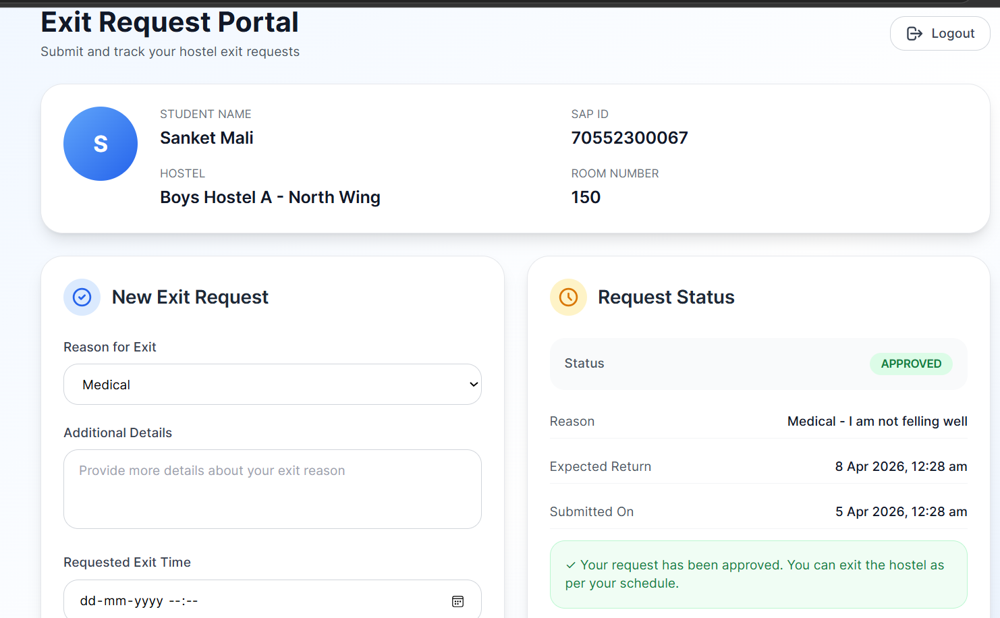 Exit Request Portal
Submit and track your hostel exit requests
Logout
S
STUDENT NAME
Sanket Mali
SAP ID
70552300067
HOSTEL
Boys Hostel A - North Wing
ROOM NUMBER
150
New Exit Request
Reason for Exit
Medical
Additional Details
Provide more details about your exit reason
Requested Exit Time
dd-mm-yyyy --:--
Request Status
Status
APPROVED
Reason
Medical - I am not felling well
Expected Return
8 Apr 2026, 12:28 am
Submitted On
5 Apr 2026, 12:28 am
✓ Your request has been approved. You can exit the hostel as
per your schedule.